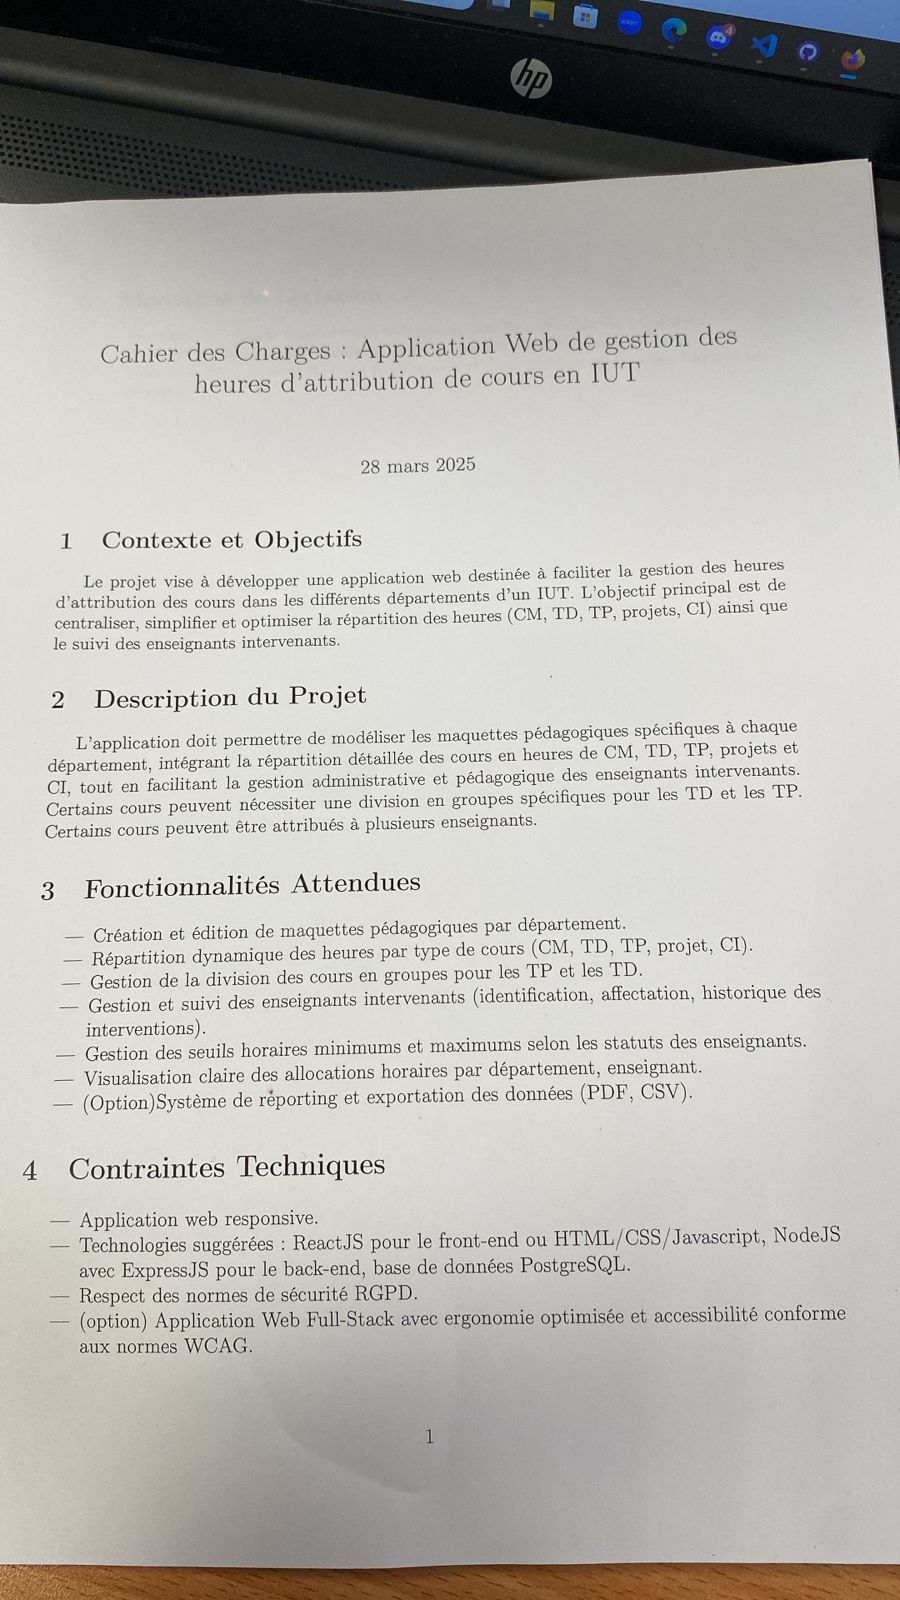 hp
4
Cahier des Charges : Application Web de gestion des
heures d'attribution de cours en IUT
28 mars 2025
1 Contexte et Objectifs
Le projet vise à développer une application web destinée à faciliter la gestion des heures
d'attribution des cours dans les différents départements d'un IUT. L'objectif principal est de
centraliser, simplifier et optimiser la répartition des heures (CM, TD, TP, projets, CI) ainsi que
le suivi des enseignants intervenants.
2 Description du Projet
L'application doit permettre de modéliser les maquettes pédagogiques spécifiques à chaque
département, intégrant la répartition détaillée des cours en heures de CM, TD, TP, projets et
CI, tout en facilitant la gestion administrative et pédagogique des enseignants intervenants.
Certains cours peuvent nécessiter une division en groupes spécifiques pour les TD et les TP.
Certains cours peuvent être attribués à plusieurs enseignants.
3 Fonctionnalités Attendues
— Création et édition de maquettes pédagogiques par département.
— Répartition dynamique des heures par type de cours (CM, TD, TP, projet, CI).
— Gestion de la division des cours en groupes pour les TP et les TD.
— Gestion et suivi des enseignants intervenants (identification, affectation, historique des
interventions).
— Gestion des seuils horaires minimums et maximums selon les statuts des enseignants.
— Visualisation claire des allocations horaires par département, enseignant.
— (Option)Système de reporting et exportation des données (PDF, CSV).
4 Contraintes Techniques
— Application web responsive.
— Technologies suggérées : ReactJS pour le front-end ou HTML/CSS/Javascript, NodeJS
avec ExpressJS pour le back-end, base de données PostgreSQL.
— Respect des normes de sécurité RGPD.
— (option) Application Web Full-Stack avec ergonomie optimisée et accessibilité conforme
aux normes WCAG.
1